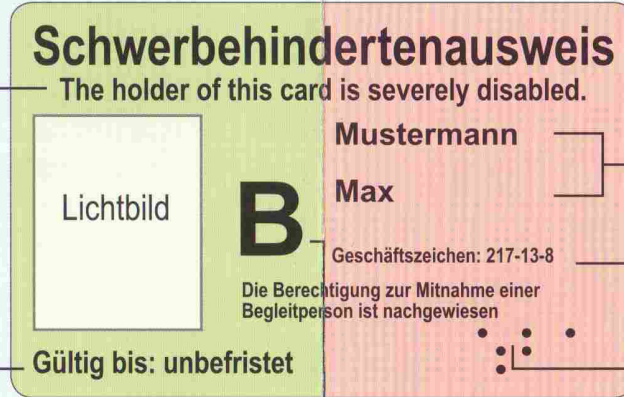 Schwerbehindertenausweis
The holder of this card is severely disabled.
Lichtbild
B
Mustermann
Max
Geschäftszeichen: 217-13-8
Die Berechtigung zur Mitnahme einer
Begleitperson ist nachgewiesen
Gültig bis: unbefristet